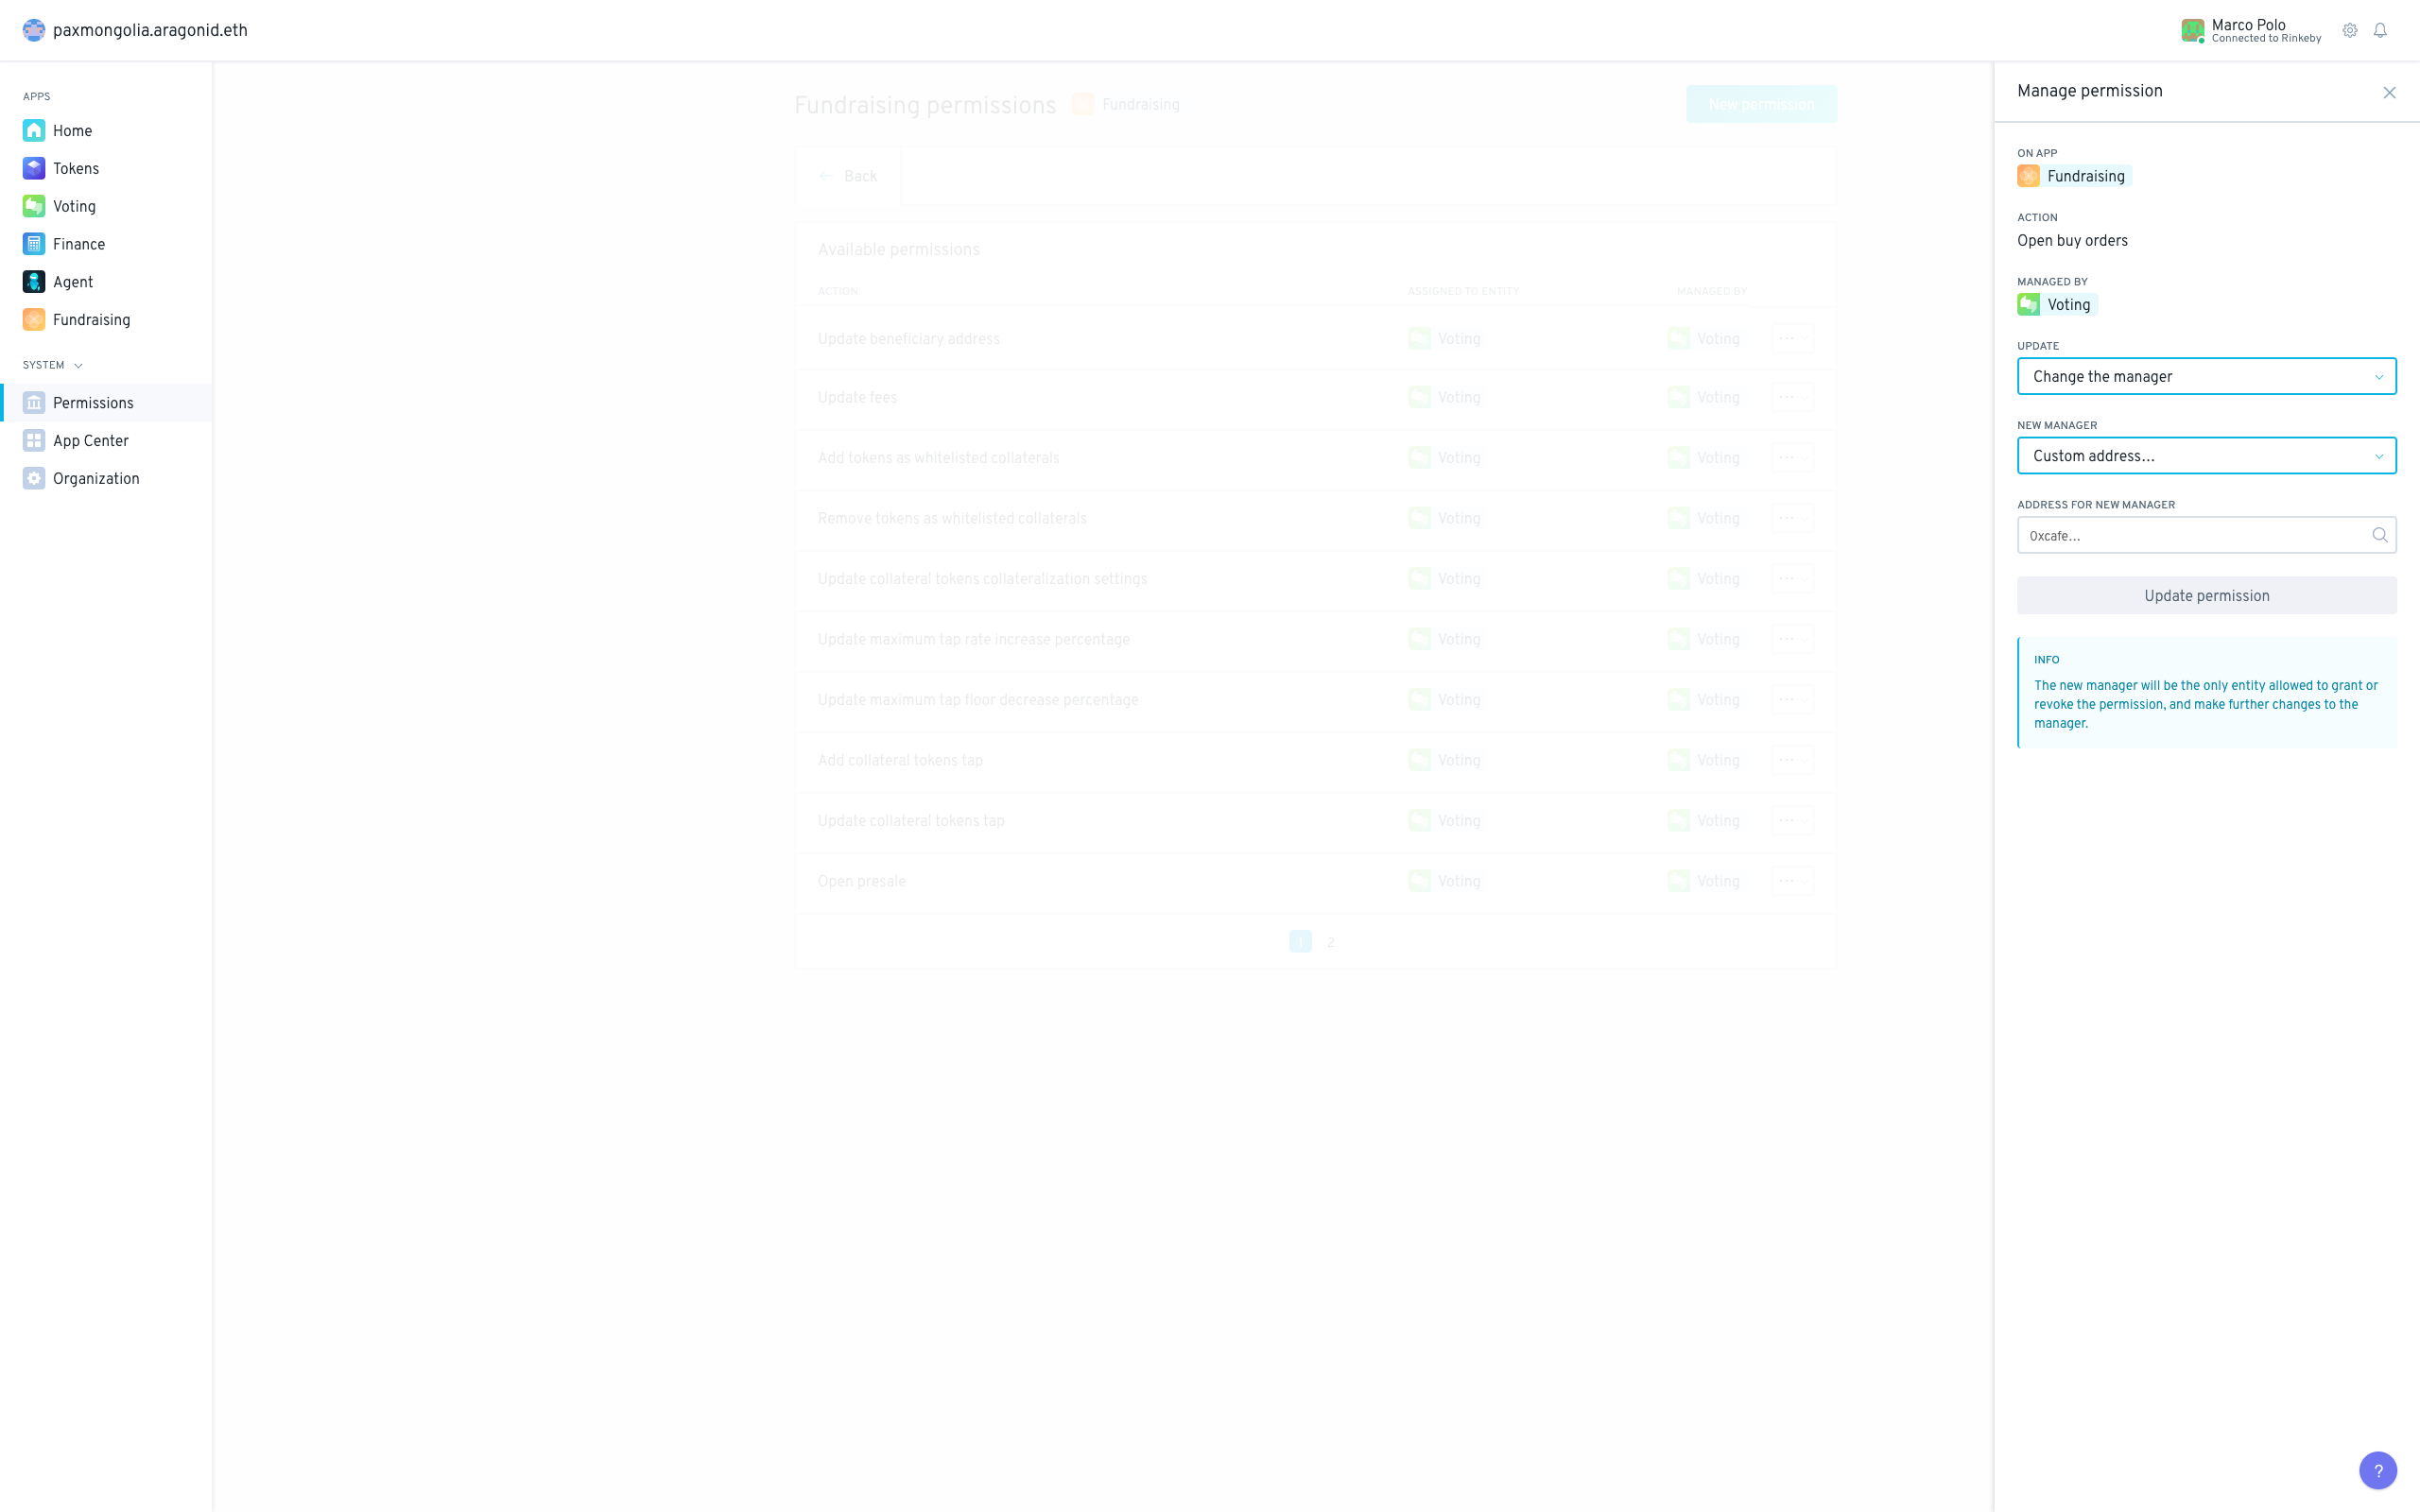 paxmongolia.aragonid.eth
Marco Polo
Connected to Rinkeby
APPS
Home
Tokens
Voting
Finance
Agent
Fundraising
SYSTEM
Permissions
App Center
Organization
Fundraising permissions Fundraising
New permission
Back
Available permissions
ACTION ASSIGNED TO ENTITY MANAGED BY
Update beneficiary address Voting Voting
Update fees Voting Voting
Add tokens as whitelisted collaterals Voting Voting
Remove tokens as whitelisted collaterals Voting Voting
Update collateral tokens collateralization settings Voting Voting
Update maximum tap rate increase percentage Voting Voting
Update maximum tap floor decrease percentage Voting Voting
Add collateral tokens tap Voting Voting
Update collateral tokens tap Voting Voting
Open presale Voting Voting
1 2
Manage permission
ON APP
Fundraising
ACTION
Open buy orders
MANAGED BY
Voting
UPDATE
Change the manager
NEW MANAGER
Custom address...
ADDRESS FOR NEW MANAGER
0xcafe...
Update permission
INFO
The new manager will be the only entity allowed to grant or
revoke the permission, and make further changes to the
manager.
?